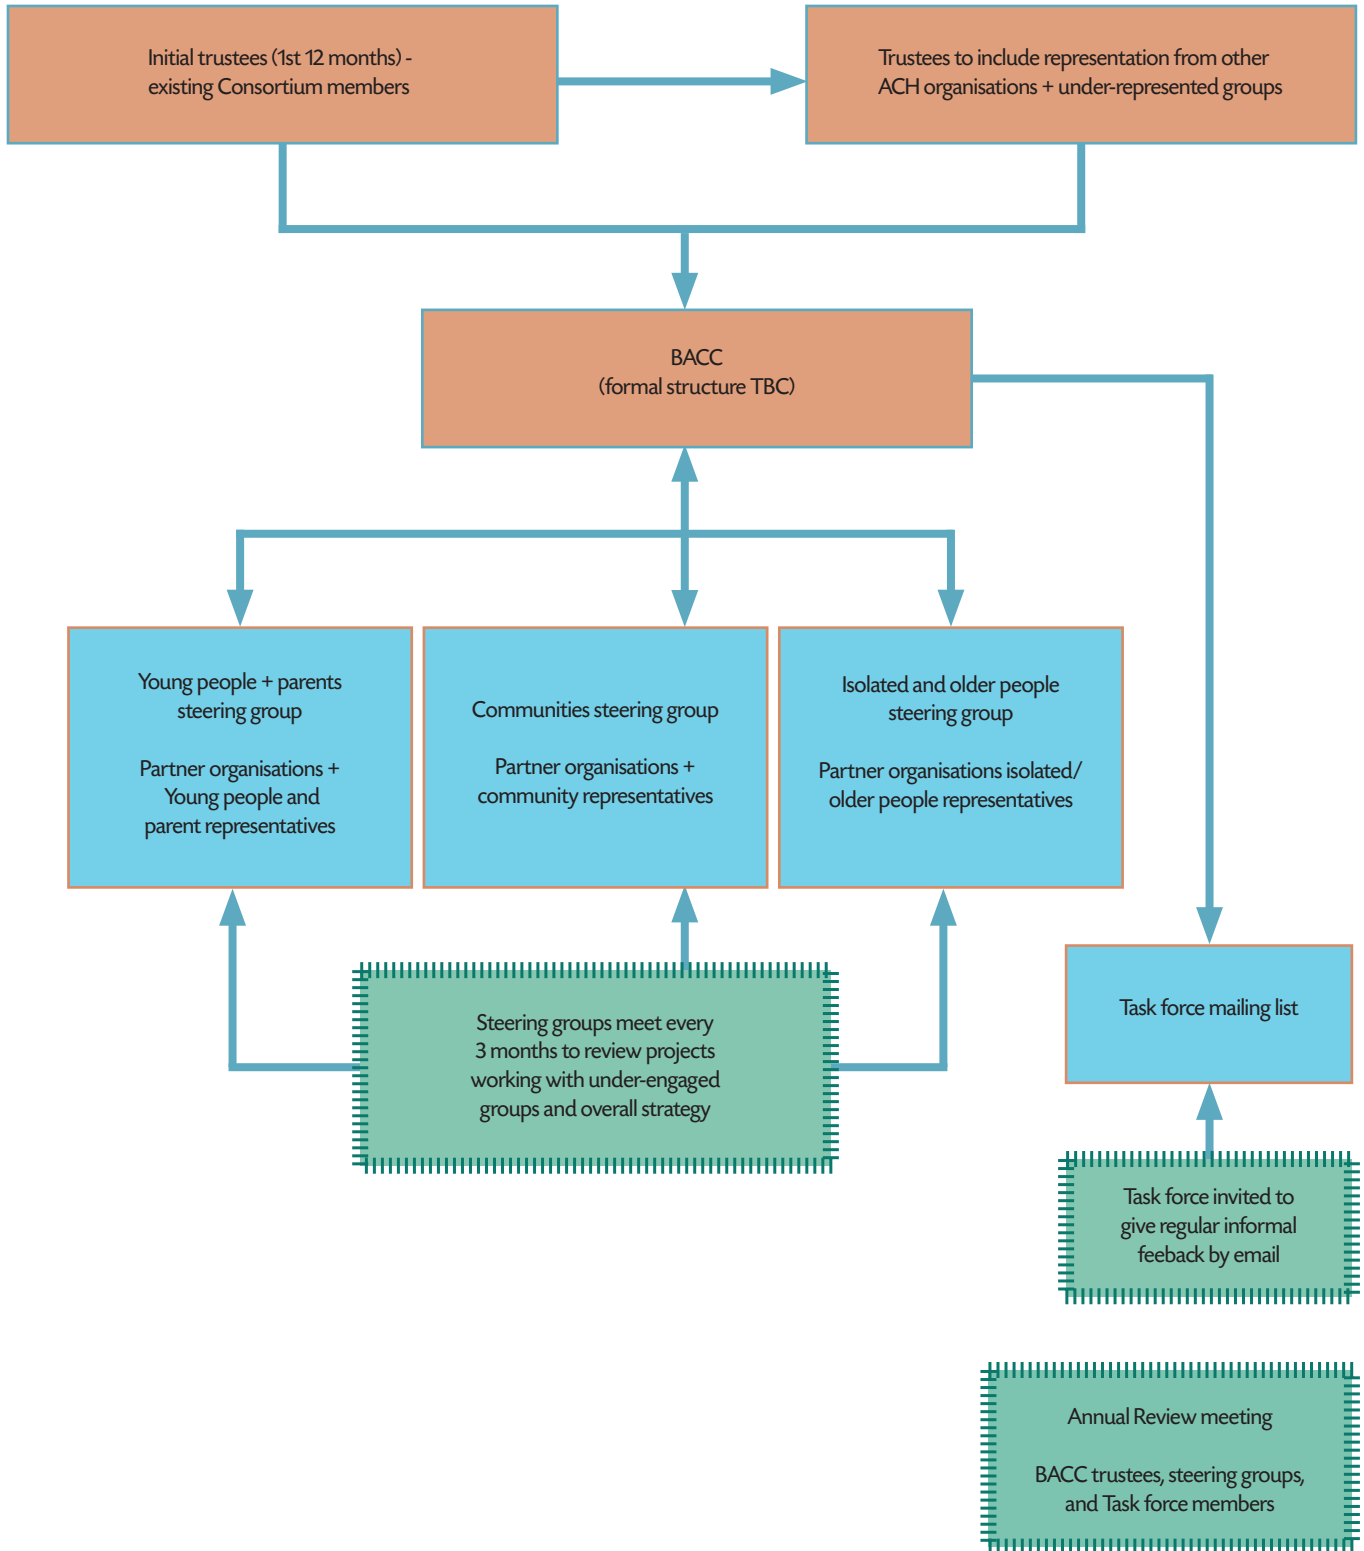 Initial trustees (1st 12 months) -
existing Consortium members
Trustees to include representation from other
ACH organisations + under-represented groups
BACC
(formal structure TBC)
Young people + parents
steering group
Partner organisations +
Young people and
parent representatives
Communities steering group
Partner organisations +
community representatives
Isolated and older people
steering group
Partner organisations isolated/
older people representatives
Steering groups meet every
3 months to review projects
working with under-engaged
groups and overall strategy
Task force mailing list
Task force invited to
give regular informal
feeback by email
Annual Review meeting
BACC trustees, steering groups,
and Task force members